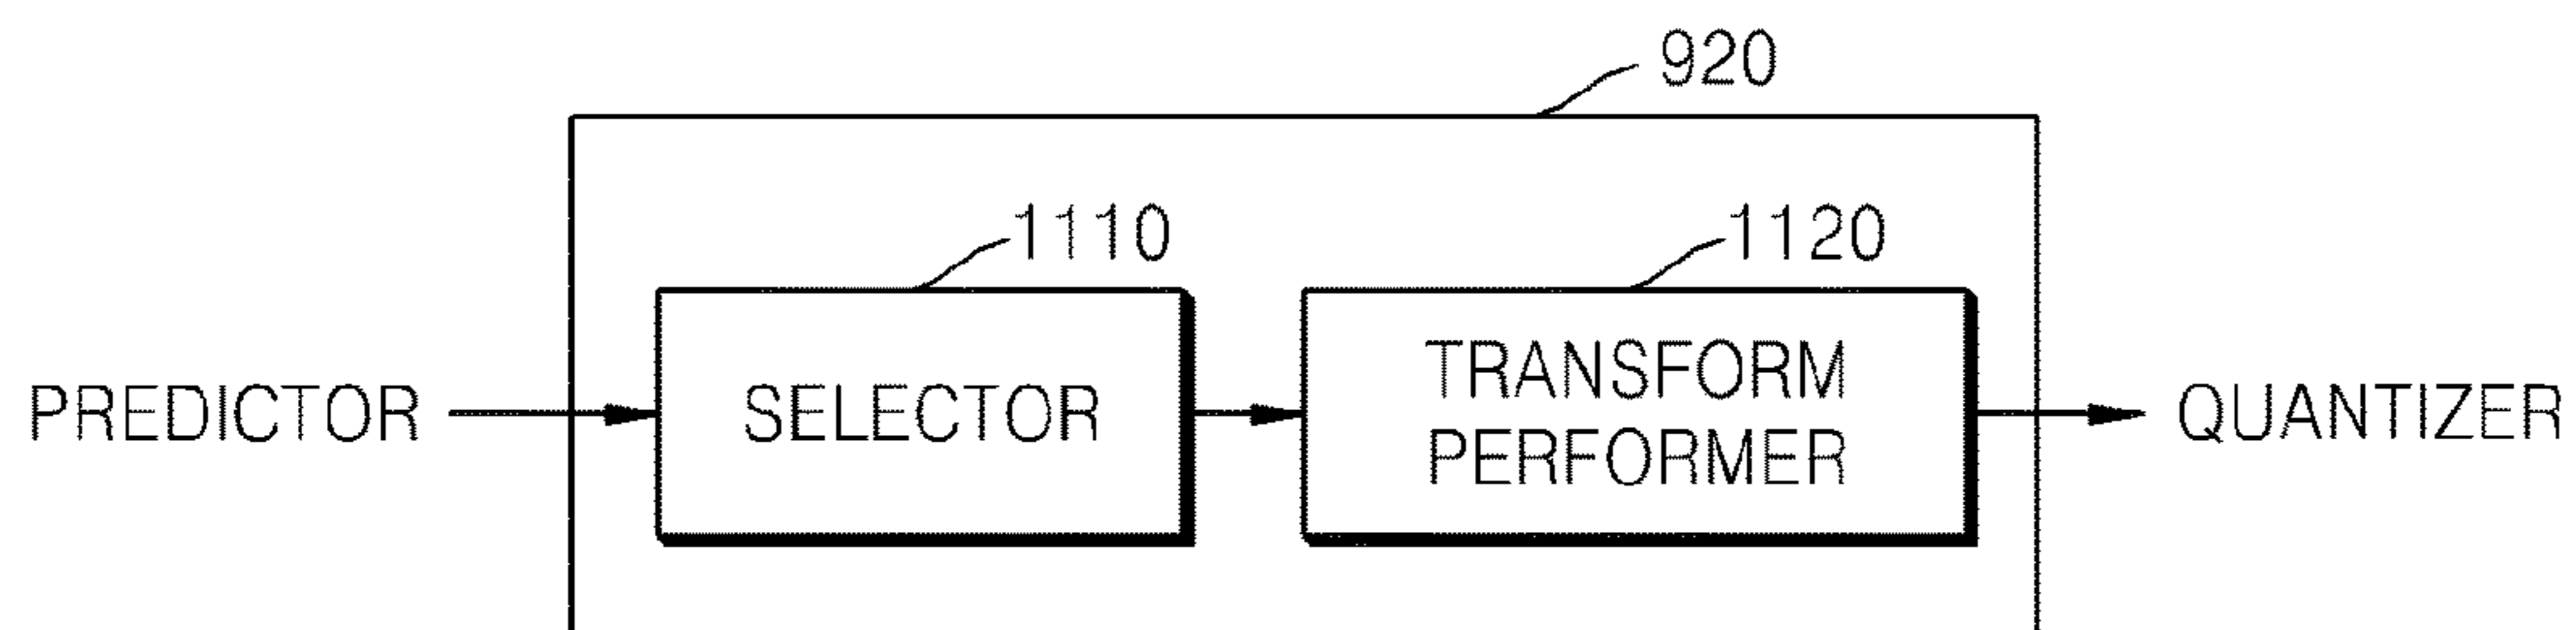 920
1110
1120
PREDICTOR
SELECTOR
TRANSFORM
PERFORMER
QUANTIZER